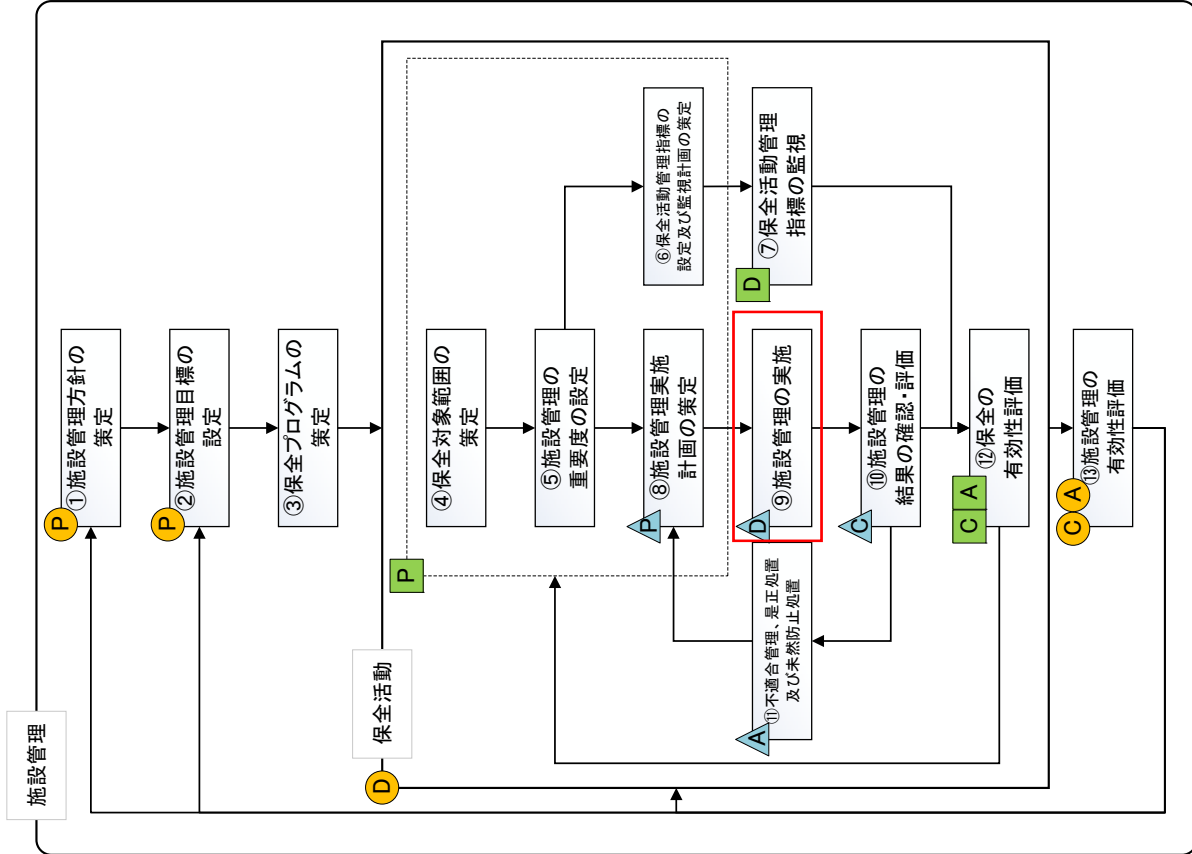 施設管理
P
①施設管理方針の
策定
P
②施設管理目標の
設定
③保全プログラムの
策定
D
保全活動
P
④保全対象範囲の
策定
⑤施設管理の
重要度の設定
⑥保全活動管理指標の
設定及び監視計画の策定
P
⑧施設管理実施
計画の策定
D
⑦保全活動管理
指標の監視
D
⑨施設管理の実施
A
⑪不適合管理、是正処置
及び未然防止処置
C
⑩施設管理の
結果の確認・評価
C A
⑫保全の
有効性評価
C A
⑬施設管理の
有効性評価